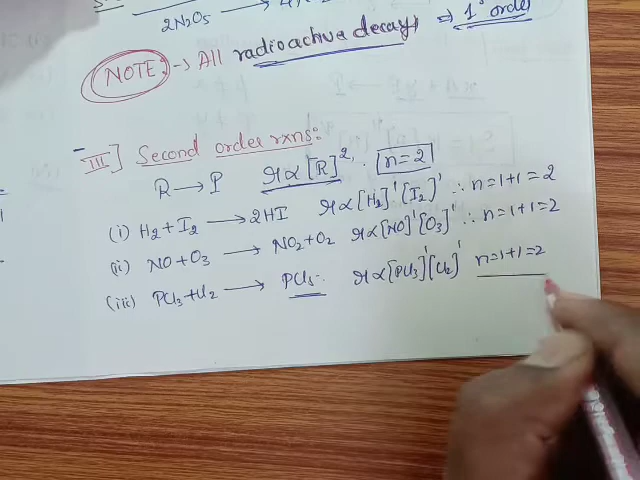 2N2O5
1° order
NOTE: → All radioactive decay ⇒
III] Second order rxns:
R → P r ∝ [R]² n=2
(i) H2 + I2 → 2HI r ∝ [H2]¹[I2]¹ ∴ n=1+1=2
(ii) NO + O3 → NO2 + O2 r ∝ [NO]¹[O3]¹ ∴ n=1+1=2
(iii) PCl3 + Cl2 → PCl5. r ∝ [PCl3]¹[Cl2]¹ n=1+1=2